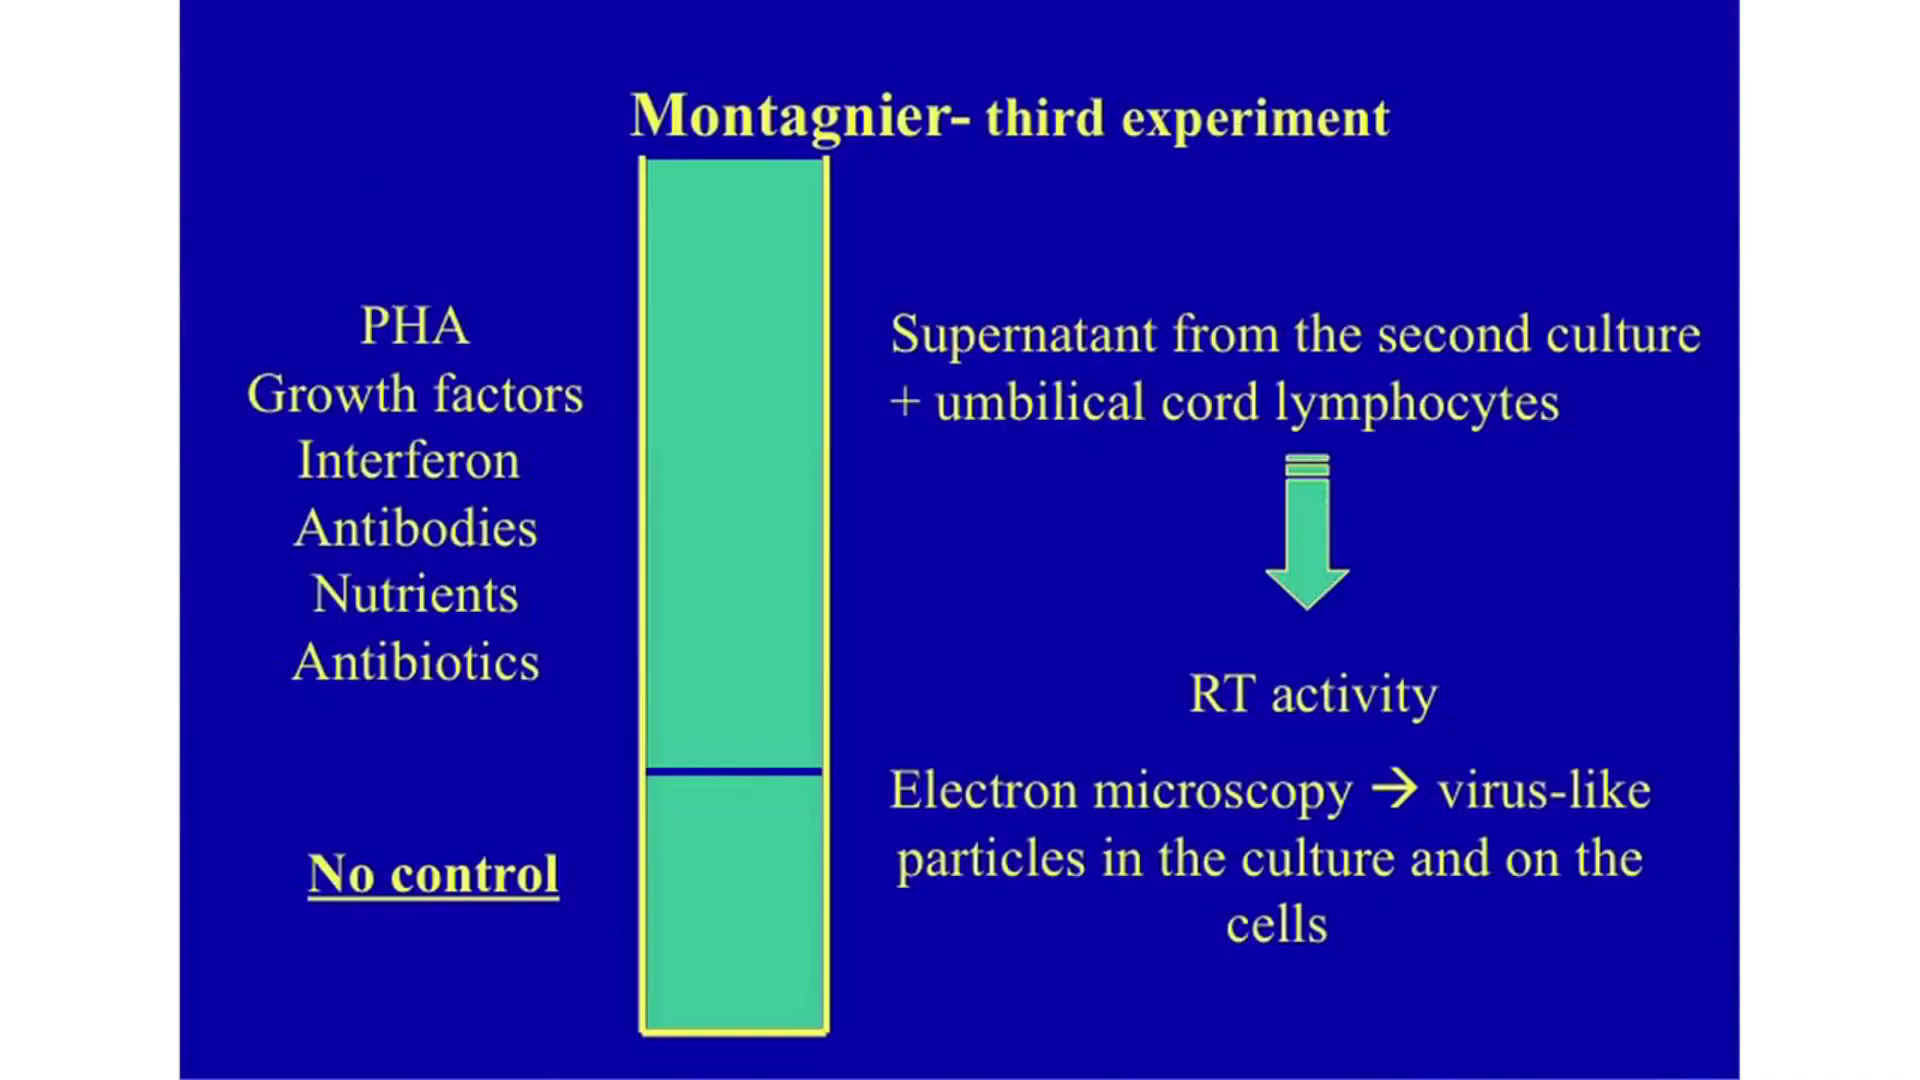 Montagnier- third experiment
PHA
Growth factors
Interferon
Antibodies
Nutrients
Antibiotics
No control
Supernatant from the second culture
+ umbilical cord lymphocytes
RT activity
Electron microscopy → virus-like
particles in the culture and on the
cells